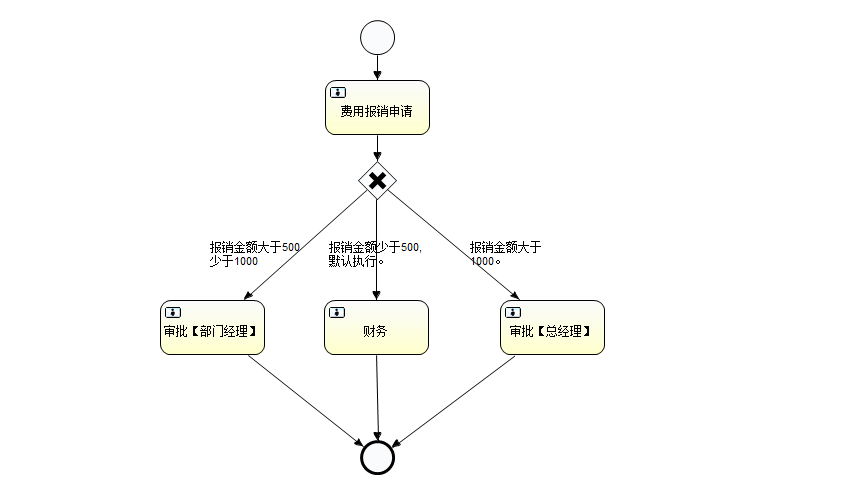 费用报销申请
报销金额大于500
少于1000
报销金额少于500,
默认执行。
报销金额大于
1000。
审批【部门经理】
财务
审批【总经理】